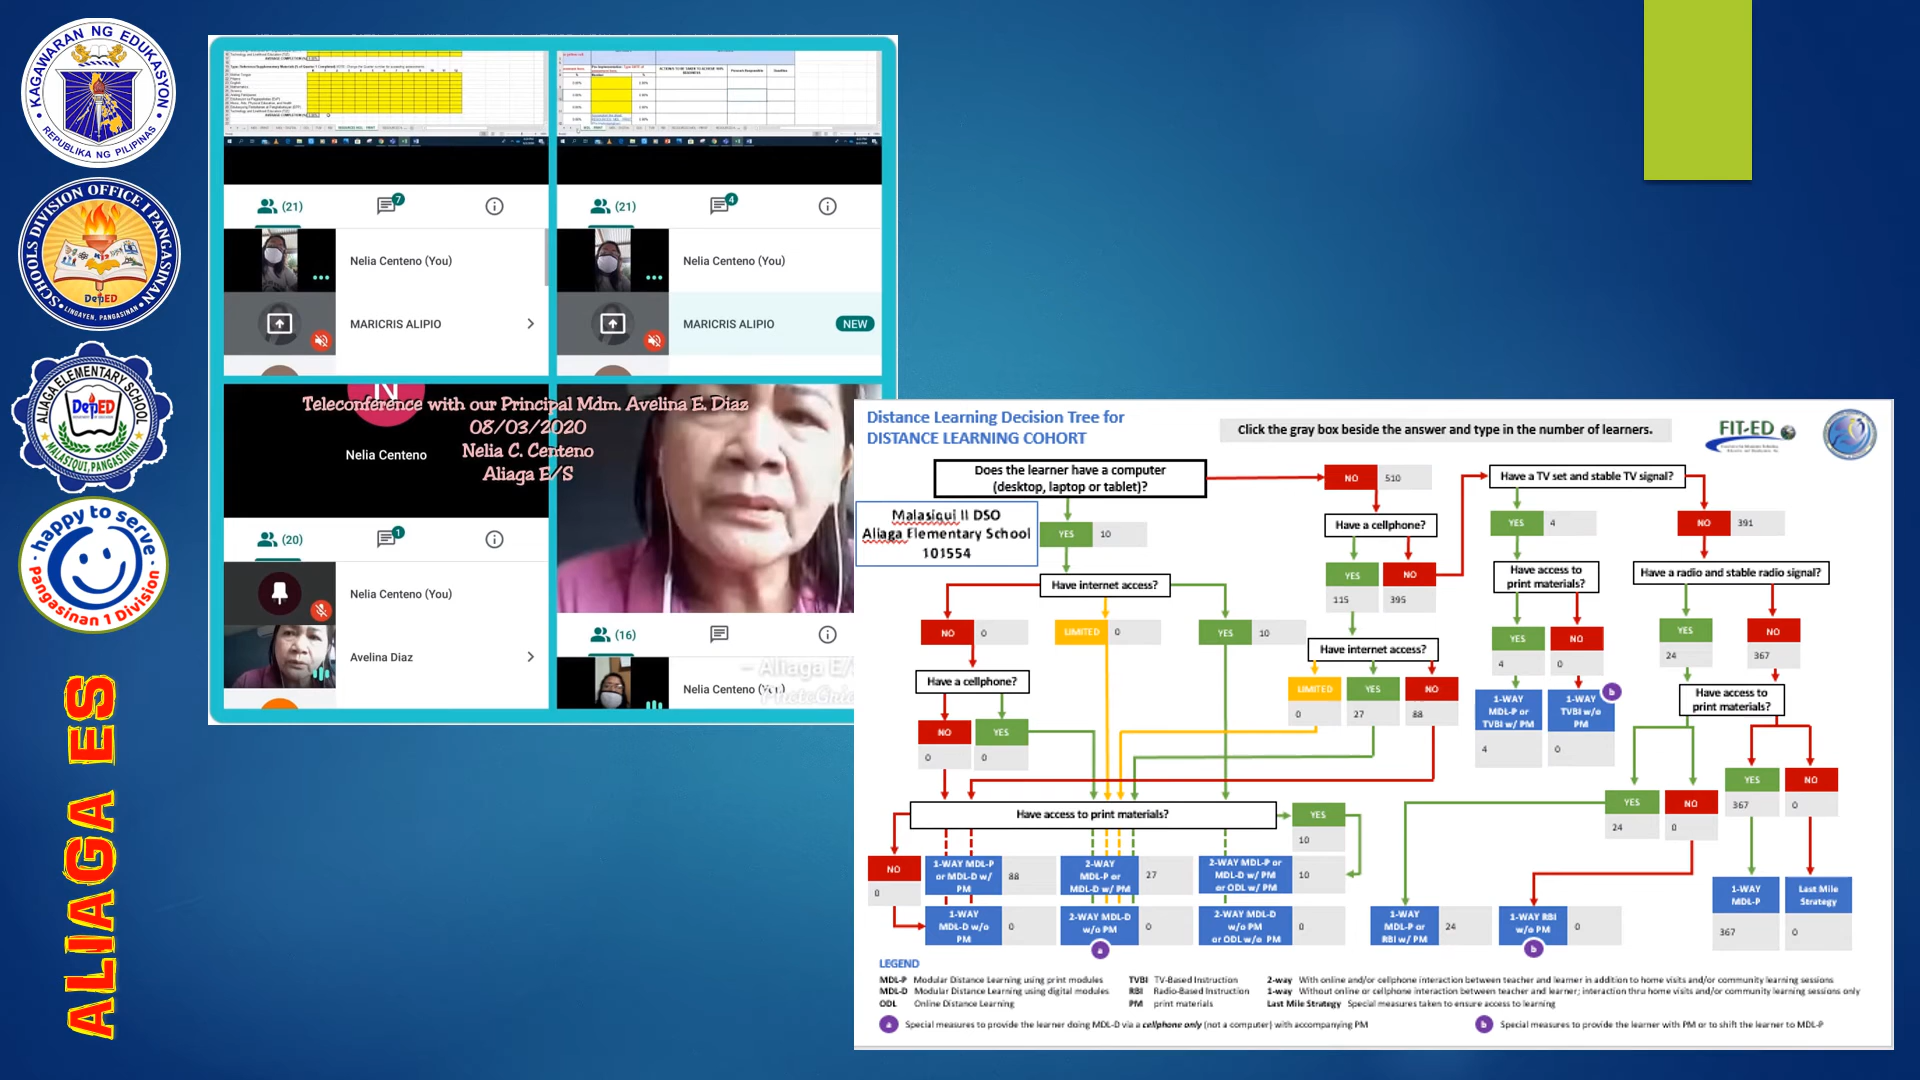 KAGAWARAN NG EDUKASYON
REPUBLIKA NG PILIPINAS
SCHOOLS DIVISION OFFICE I PANGASINAN
DepED
LINGAYEN, PANGASINAN
ALIAGA ELEMENTARY SCHOOL
DepED
MALASIQUI, PANGASINAN
happy to serve
Pangasinan 1 Division
ALIAGA ES
(21)
7
Nelia Centeno (You)
MARICRIS ALIPIO
(21)
4
Nelia Centeno (You)
MARICRIS ALIPIO
NEW
N
Teleconference with our Principal Mdm. Avelina E. Diaz
08/03/2020
Nelia C. Centeno
Aliaga E/S
Nelia Centeno
(20)
1
Nelia Centeno (You)
Avelina Diaz
(16)
Nelia Centeno (You)
Distance Learning Decision Tree for
DISTANCE LEARNING COHORT
Click the gray box beside the answer and type in the number of learners.
FIT-ED
Does the learner have a computer
(desktop, laptop or tablet)?
NO 510
Have a TV set and stable TV signal?
Malasiqui II DSO
Aliaga Elementary School
101554
YES 10
Have a cellphone?
YES 4
NO 391
Have internet access?
YES NO
115 395
Have access to
print materials?
Have a radio and stable radio signal?
NO 0
LIMITED 0
YES 10
Have internet access?
YES NO
4 0
YES NO
24 367
Have a cellphone?
LIMITED YES NO
0 27 88
1-WAY
MDL-P or
TVBI w/ PM
4
1-WAY
TVBI w/o
PM
0
b
Have access to
print materials?
NO YES
0 0
YES NO
24 0
YES NO
367 0
Have access to print materials?
YES
10
NO
0
1-WAY MDL-P
or MDL-D w/
PM
88
2-WAY
MDL-P or
MDL-D w/ PM
27
2-WAY MDL-P or
MDL-D w/ PM
or ODL w/ PM
10
1-WAY
MDL-D w/o
PM
0
2-WAY MDL-D
w/o PM
0
a
2-WAY MDL-D
w/o PM
or ODL w/o PM
0
1-WAY
MDL-P or
RBI w/ PM
24
1-WAY RBI
w/o PM
0
b
1-WAY
MDL-P
367
Last Mile
Strategy
0
LEGEND
MDL-P Modular Distance Learning using print modules TVBI TV-Based Instruction 2-way With online and/or cellphone interaction between teacher and learner in addition to home visits and/or community learning sessions
MDL-D Modular Distance Learning using digital modules RBI Radio-Based Instruction 1-way Without online or cellphone interaction between teacher and learner; interaction thru home visits and/or community learning sessions only
ODL Online Distance Learning PM print materials Last Mile Strategy Special measures taken to ensure access to learning
a Special measures to provide the learner doing MDL-D via a cellphone only (not a computer) with accompanying PM
b Special measures to provide the learner with PM or to shift the learner to MDL-P